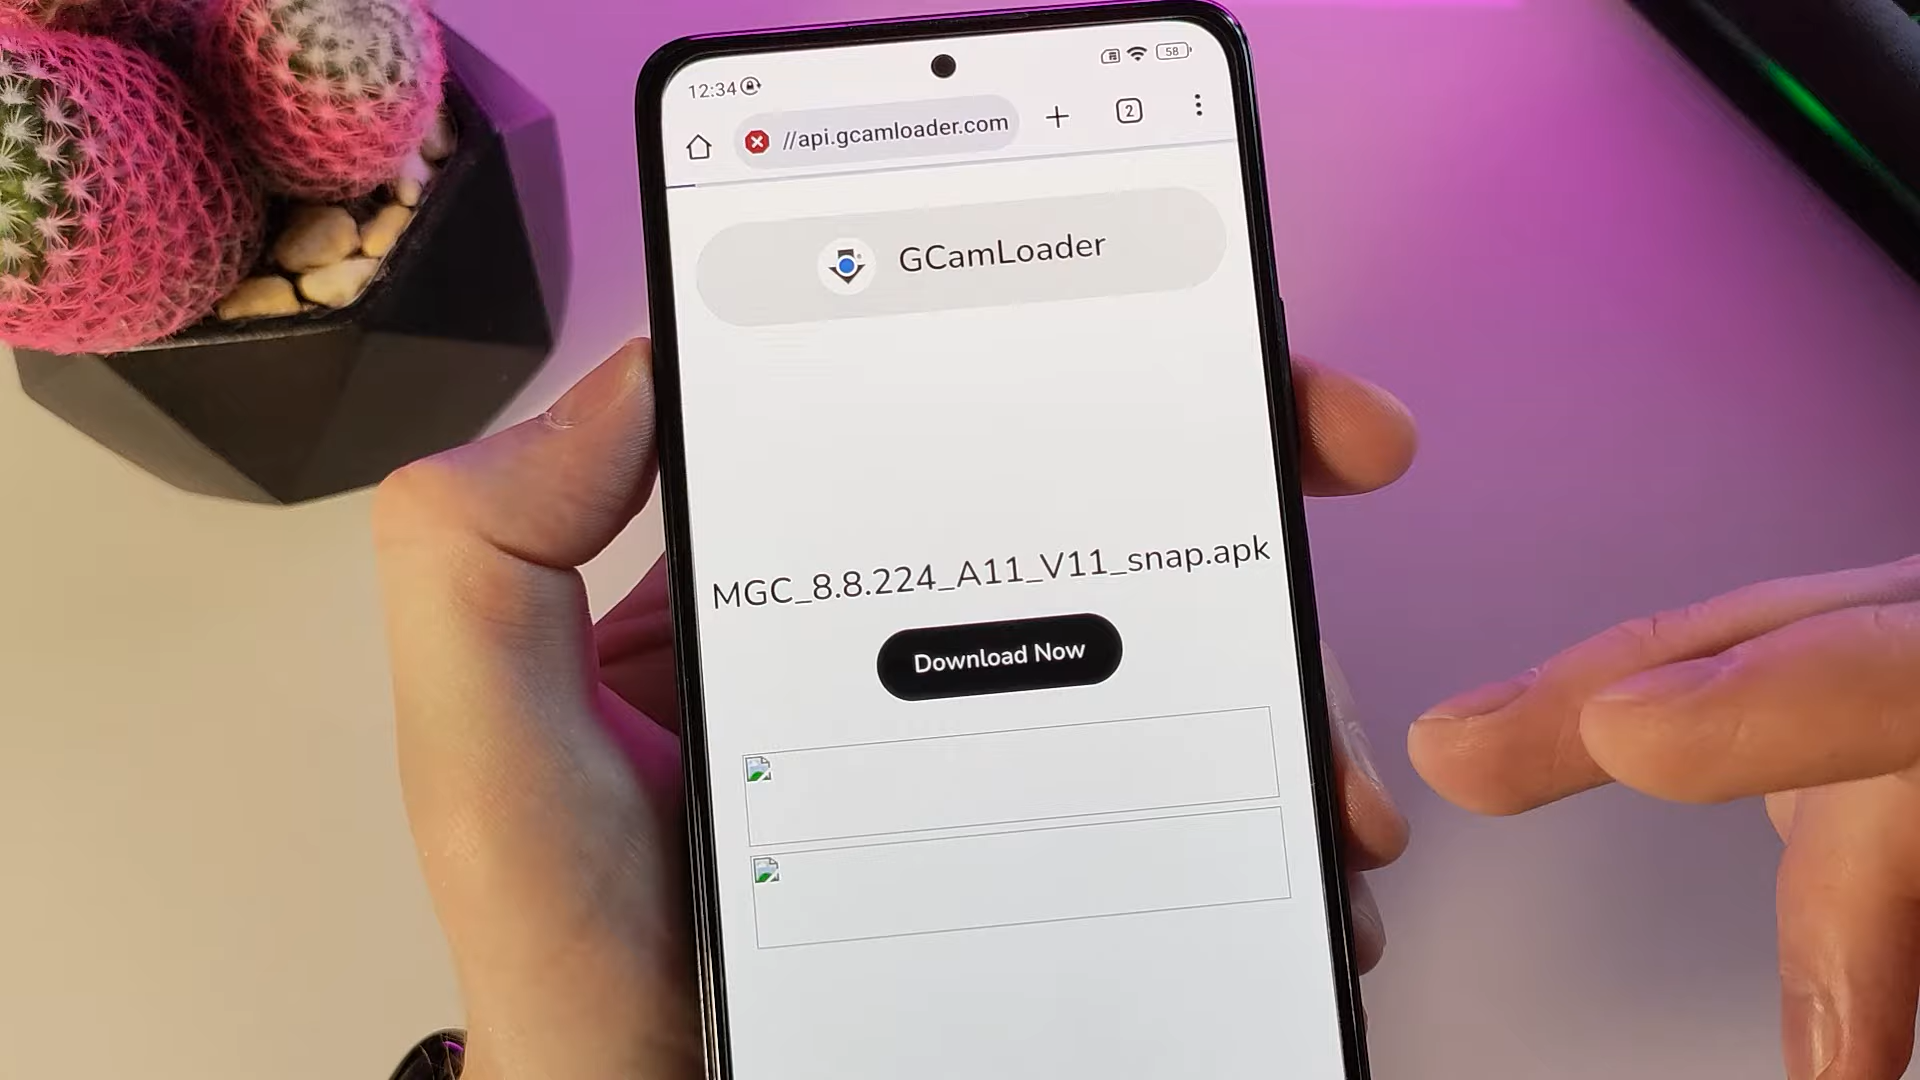 12:34
58
//api.gcamloader.com
2
GCamLoader
MGC_8.8.224_A11_V11_snap.apk
Download Now